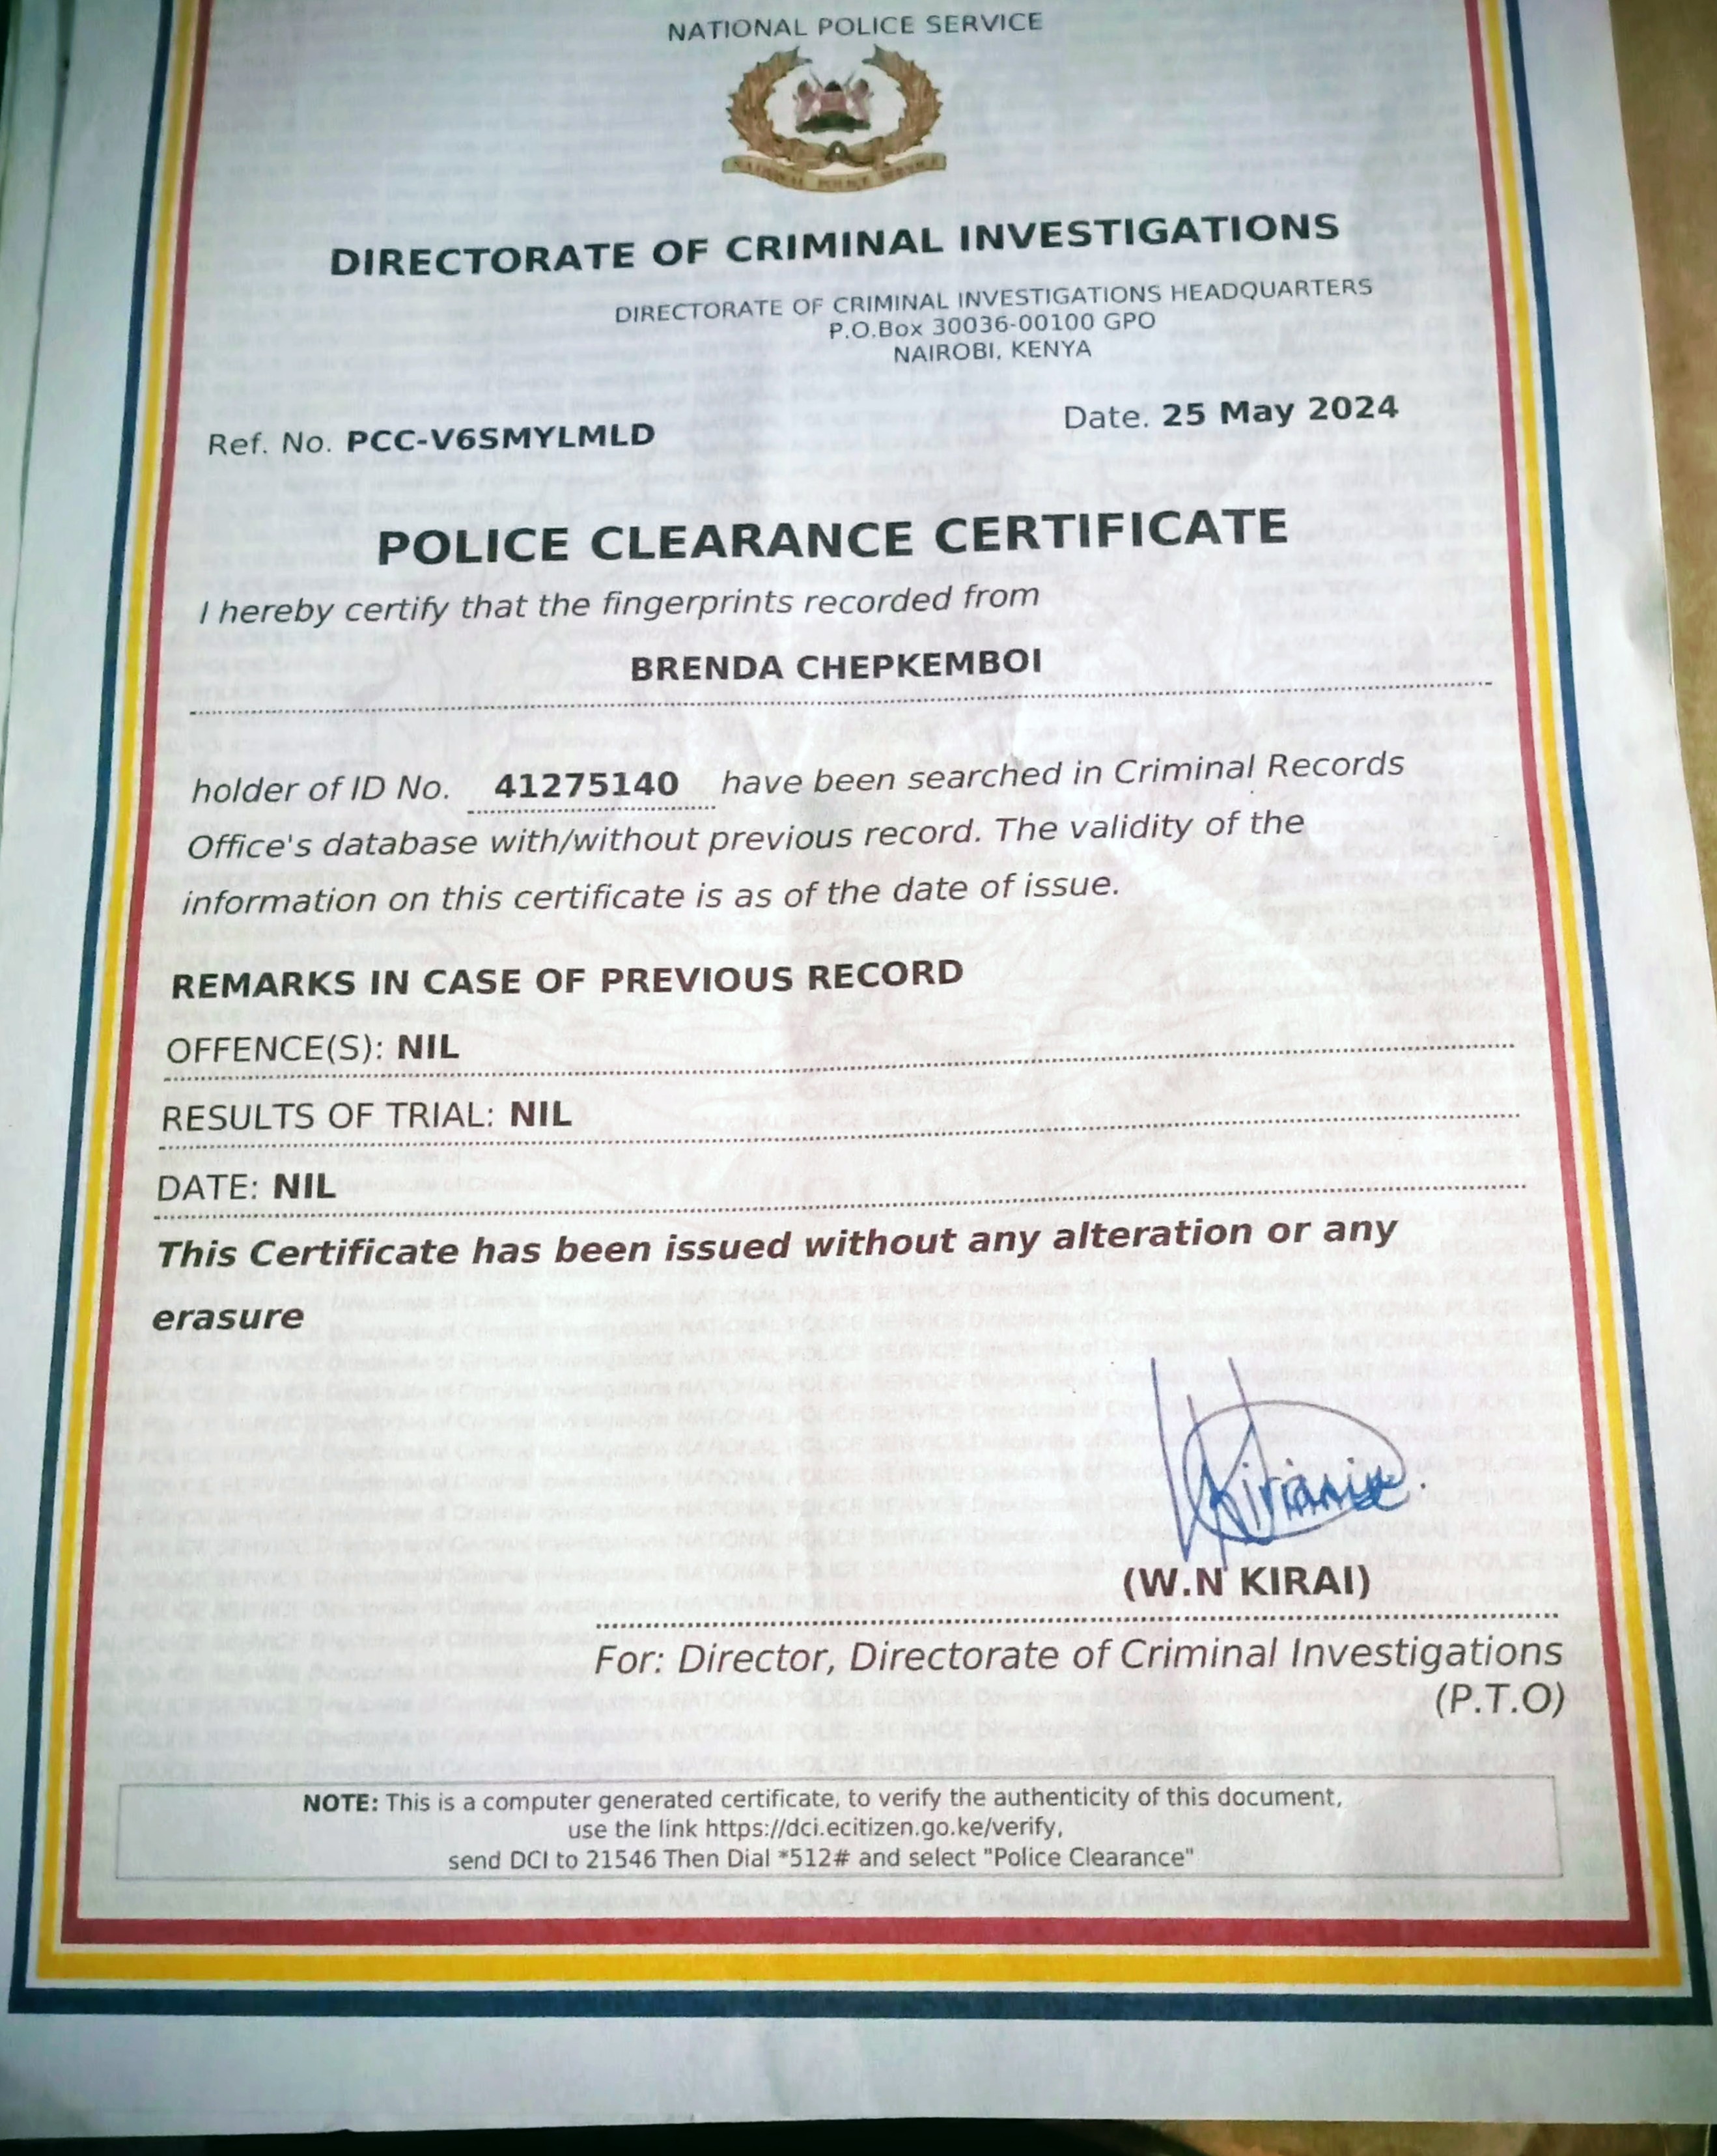 NATIONAL POLICE SERVICE
NATIONAL POLICE SERVICE
DIRECTORATE OF CRIMINAL INVESTIGATIONS
DIRECTORATE OF CRIMINAL INVESTIGATIONS HEADQUARTERS
P.O.Box 30036-00100 GPO
NAIROBI, KENYA
Ref. No. PCC-V6SMYLMLD Date. 25 May 2024
POLICE CLEARANCE CERTIFICATE
I hereby certify that the fingerprints recorded from
BRENDA CHEPKEMBOI
holder of ID No. 41275140 have been searched in Criminal Records
Office's database with/without previous record. The validity of the
information on this certificate is as of the date of issue.
REMARKS IN CASE OF PREVIOUS RECORD
OFFENCE(S): NIL
RESULTS OF TRIAL: NIL
DATE: NIL
This Certificate has been issued without any alteration or any
erasure
(W.N KIRAI)
For: Director, Directorate of Criminal Investigations
(P.T.O)
NOTE: This is a computer generated certificate, to verify the authenticity of this document,
use the link https://dci.ecitizen.go.ke/verify,
send DCI to 21546 Then Dial *512# and select "Police Clearance"